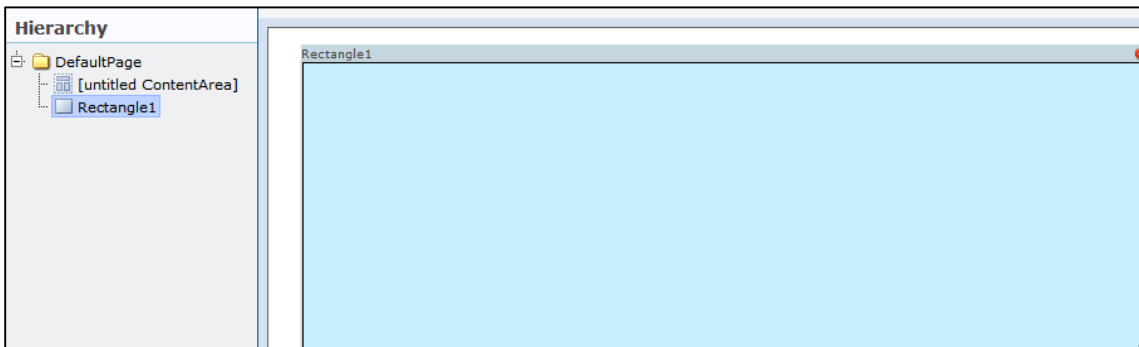 Hierarchy
DefaultPage
[untitled ContentArea]
Rectangle1
Rectangle1